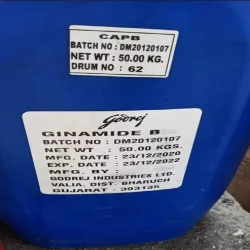 CAPB
BATCH NO : DM20120107
NET WT : 50.00 KG.
DRUM NO :
62
Godrej
GINAMIDE B
BATCH NO : DM20120107
NET WT : 50.00 KGS.
MFG. DATE : 23/12/2020
EXP. DATE : 23/12/2022
MFG. BY :
GODREJ INDUSTRIES LTD.
VALIA, DIST. BHARUCH
GUJARAT : 393135